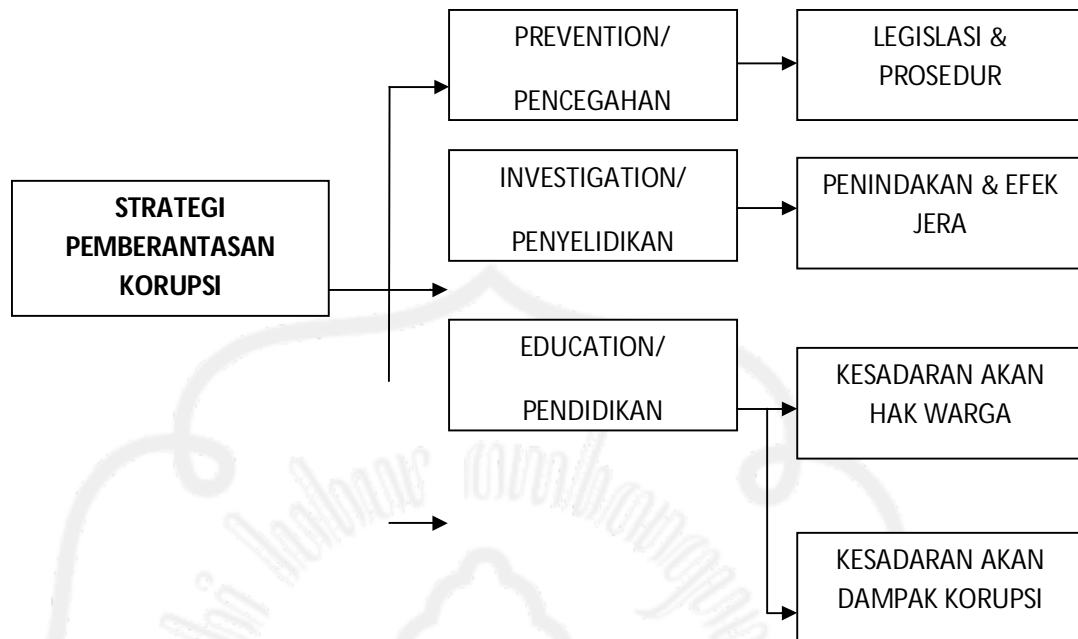 PREVENTION/
PENCEGAHAN
LEGISLASI &
PROSEDUR
STRATEGI
PEMBERANTASAN
KORUPSI
INVESTIGATION/
PENYELIDIKAN
PENINDAKAN & EFEK
JERA
EDUCATION/
PENDIDIKAN
KESADARAN AKAN
HAK WARGA
KESADARAN AKAN
DAMPAK KORUPSI